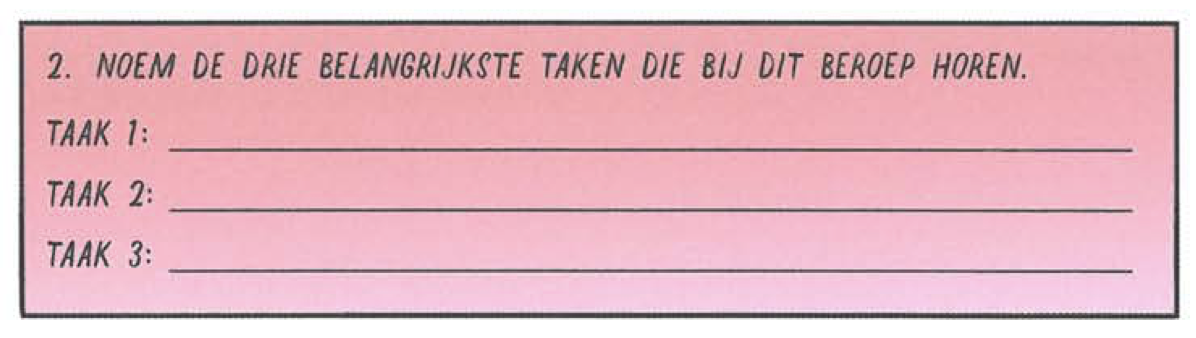 2. NOEM DE DRIE BELANGRIJKSTE TAKEN DIE BIJ DIT BEROEP HOREN.
TAAK 1:
TAAK 2:
TAAK 3: